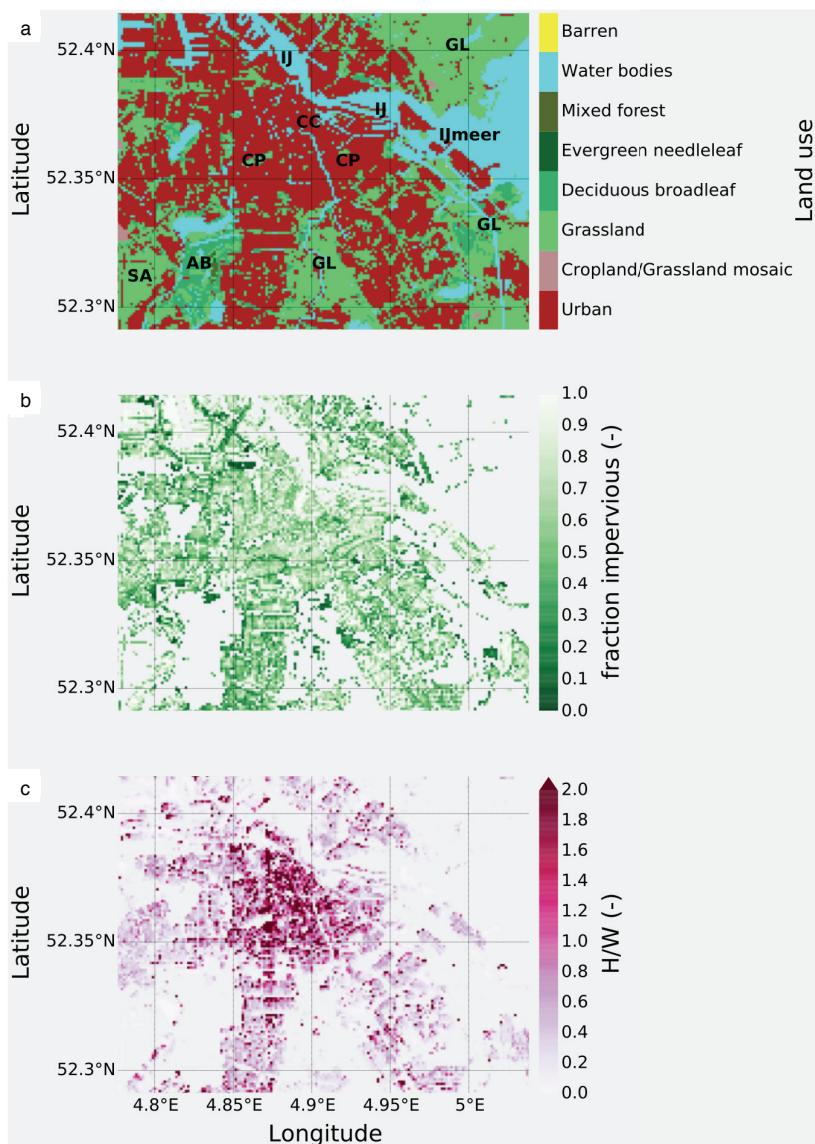 a
52.4°N
52.35°N
52.3°N
Latitude
IJ
GL
IJ
CC
IJmeer
CP
CP
GL
AB
GL
SA
Barren
Water bodies
Mixed forest
Evergreen needleleaf
Deciduous broadleaf
Grassland
Cropland/Grassland mosaic
Urban
Land use
b
52.4°N
52.35°N
52.3°N
Latitude
1.0
0.9
0.8
0.7
0.6
0.5
0.4
0.3
0.2
0.1
0.0
fraction impervious (-)
c
52.4°N
52.35°N
52.3°N
Latitude
2.0
1.8
1.6
1.4
1.2
1.0
0.8
0.6
0.4
0.2
0.0
H/W (-)
4.8°E 4.85°E 4.9°E 4.95°E 5°E
Longitude